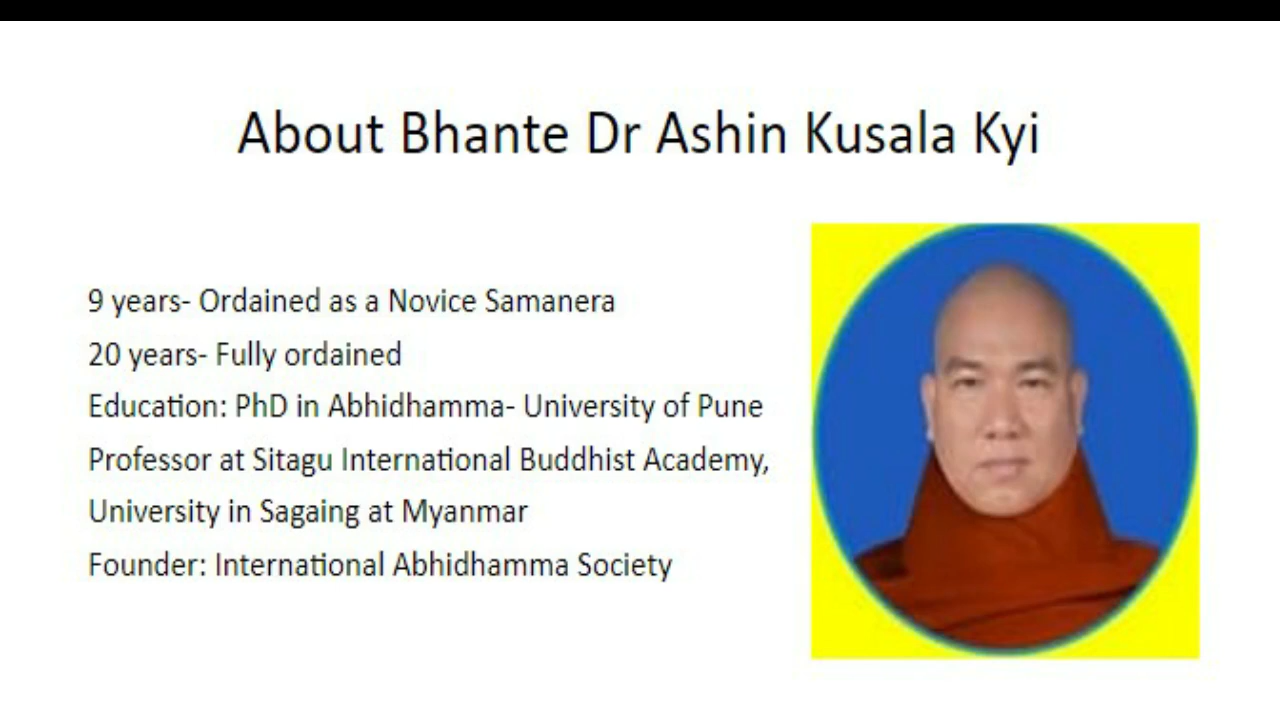 About Bhante Dr Ashin Kusala Kyi
9 years- Ordained as a Novice Samanera
20 years- Fully ordained
Education: PhD in Abhidhamma- University of Pune
Professor at Sitagu International Buddhist Academy,
University in Sagaing at Myanmar
Founder: International Abhidhamma Society